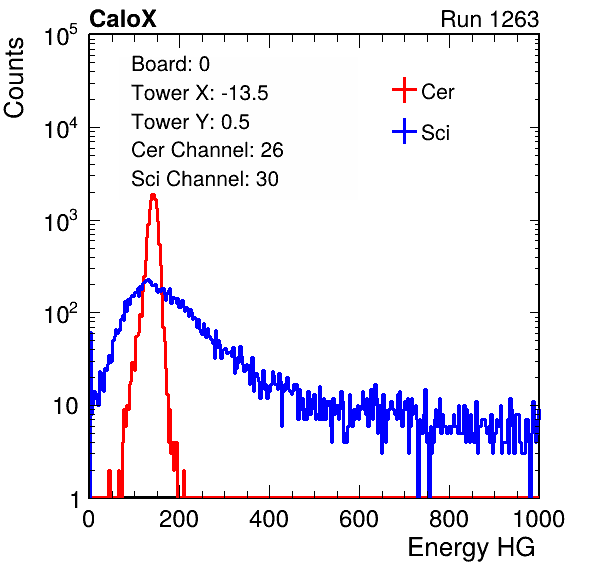 CaloX Run 1263
Counts
Board: 0
Tower X: -13.5
Tower Y: 0.5
Cer Channel: 26
Sci Channel: 30
Cer
Sci
10^5
10^4
10^3
10^2
10
1
0 200 400 600 800 1000
Energy HG